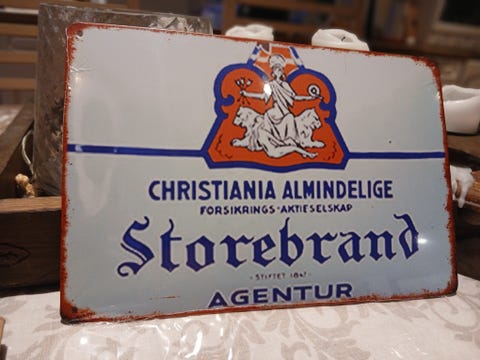 CHRISTIANIA ALMINDELIGE
FORSIKRINGS-AKTIESELSKAP
Storebrand
- STIFTET 1847 -
AGENTUR